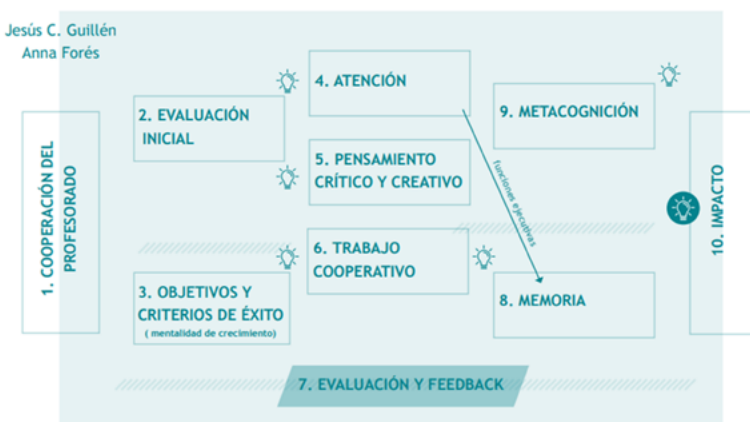 Jesús C. Guillén
Anna Forés
1. COOPERACIÓN DEL
PROFESORADO
2. EVALUACIÓN
INICIAL
3. OBJETIVOS Y
CRITERIOS DE ÉXITO
( mentalidad de crecimiento)
4. ATENCIÓN
5. PENSAMIENTO
CRÍTICO Y CREATIVO
6. TRABAJO
COOPERATIVO
funciones ejecutivas
7. EVALUACIÓN Y FEEDBACK
8. MEMORIA
9. METACOGNICIÓN
10. IMPACTO